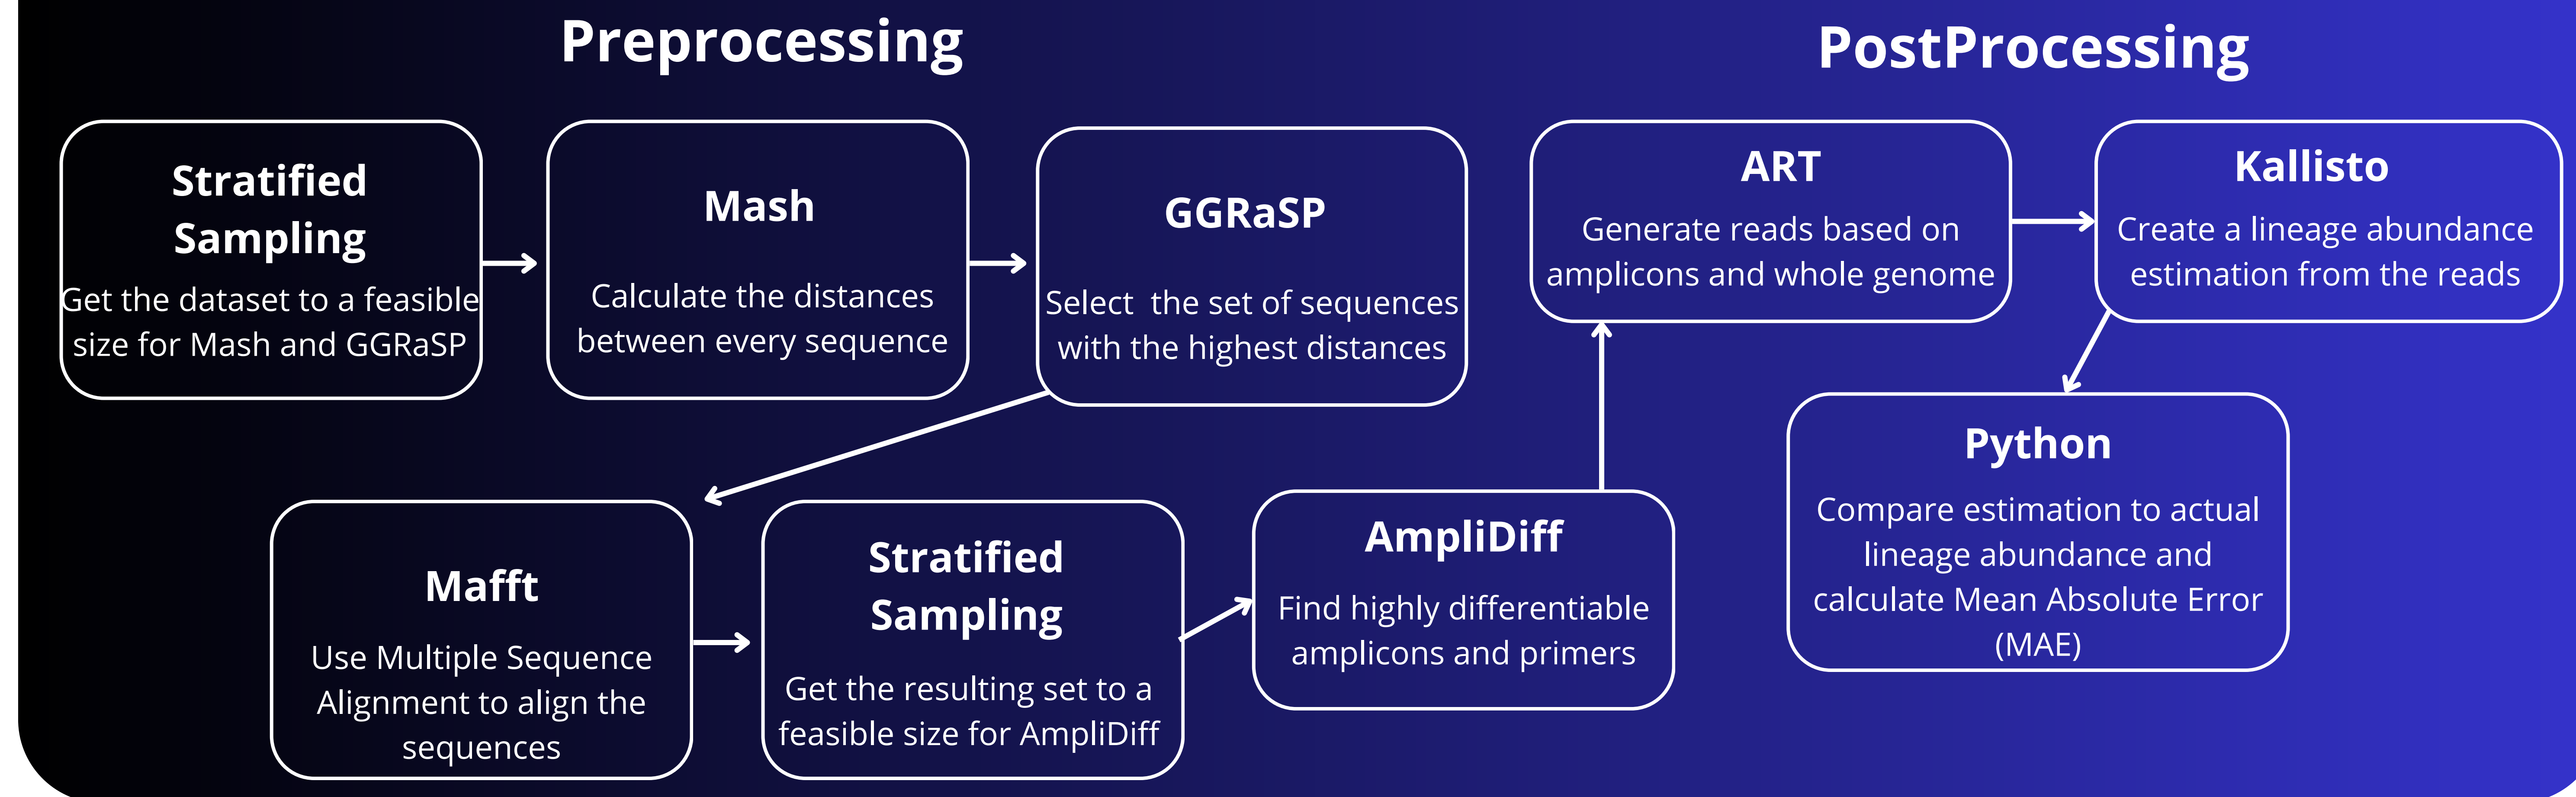 Preprocessing
PostProcessing
Stratified
Sampling
Get the dataset to a feasible
size for Mash and GGRaSP
Mash
Calculate the distances
between every sequence
GGRaSP
Select  the set of sequences
with the highest distances
Mafft
Use Multiple Sequence
Alignment to align the
sequences
Stratified
Sampling
Get the resulting set to a
feasible size for AmpliDiff
AmpliDiff
Find highly differentiable
amplicons and primers
ART
Generate reads based on
amplicons and whole genome
Kallisto
Create a lineage abundance
estimation from the reads
Python
Compare estimation to actual
lineage abundance and
calculate Mean Absolute Error
(MAE)